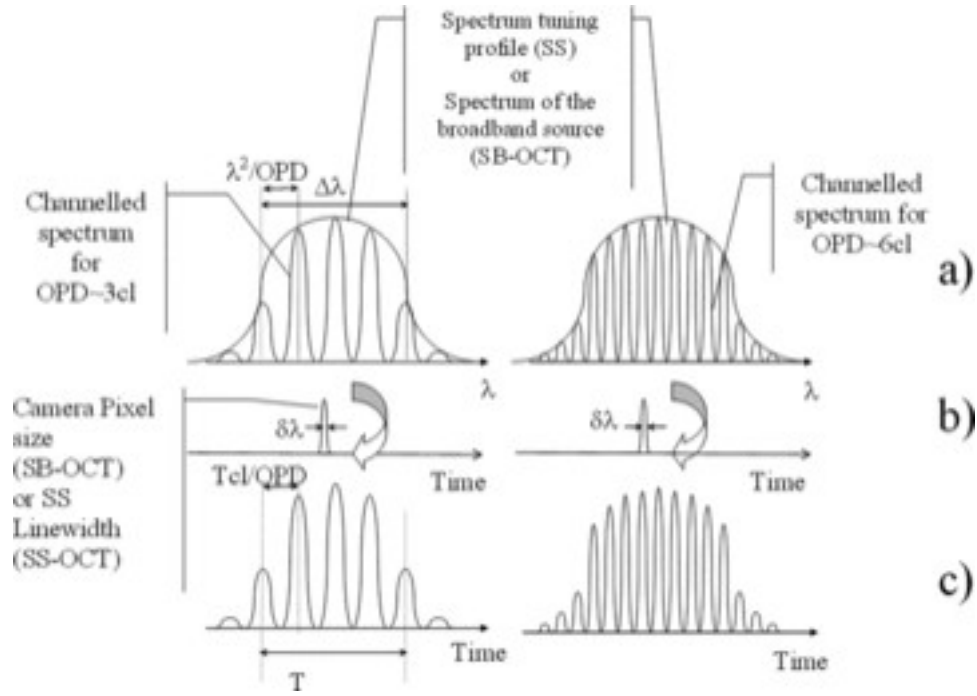 Spectrum tuning
profile (SS)
or
Spectrum of the
broadband source
(SB-OCT)
λ²/OPD
Δλ
Channelled
spectrum
for
OPD~3cl
Channelled
spectrum for
OPD~6cl
a)
λ
λ
Camera Pixel
size
(SB-OCT)
or SS
Linewidth
(SS-OCT)
δλ
δλ
b)
Time
Time
Tcl/OPD
c)
Time
Time
T